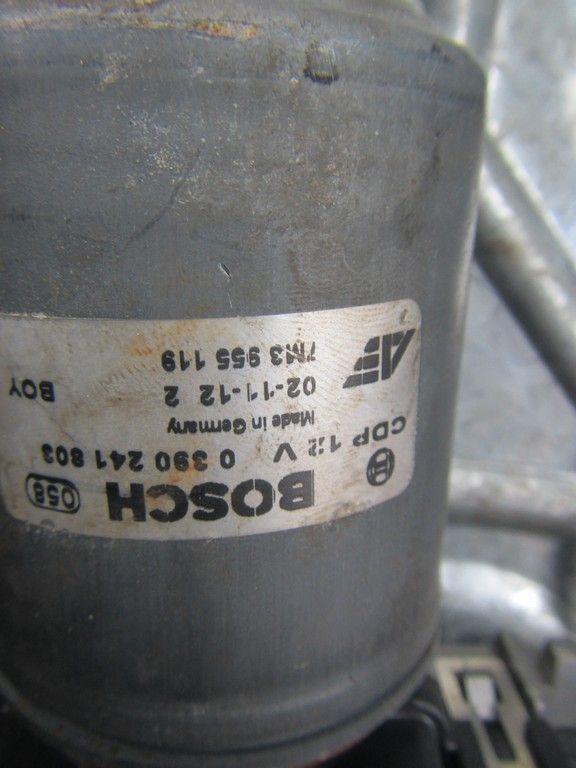 BOSCH 058
CDP 12 V 0 390 241 803
Made in Germany
02-11-12 2 BOY
7M3 955 119